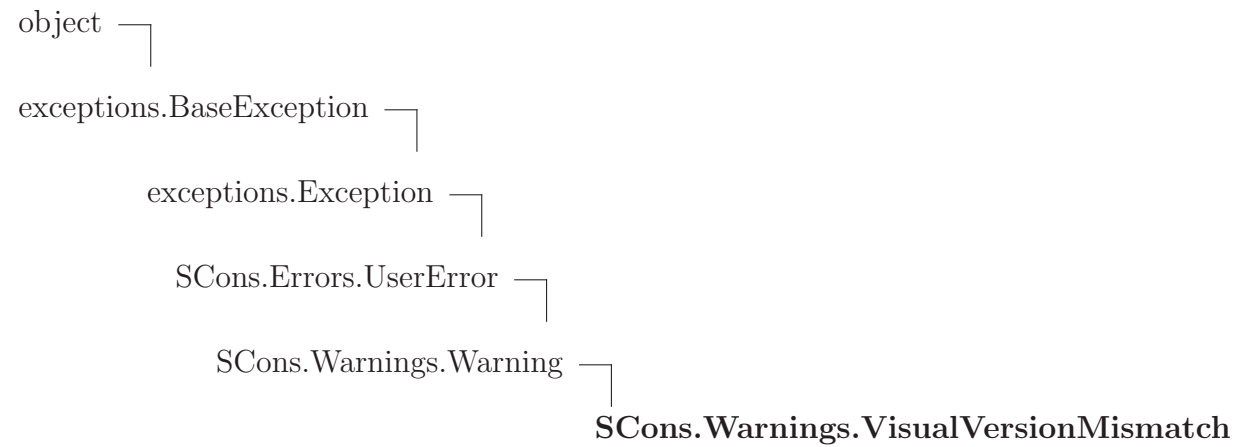 object
exceptions.BaseException
exceptions.Exception
SCons.Errors.UserError
SCons.Warnings.Warning
SCons.Warnings.VisualVersionMismatch